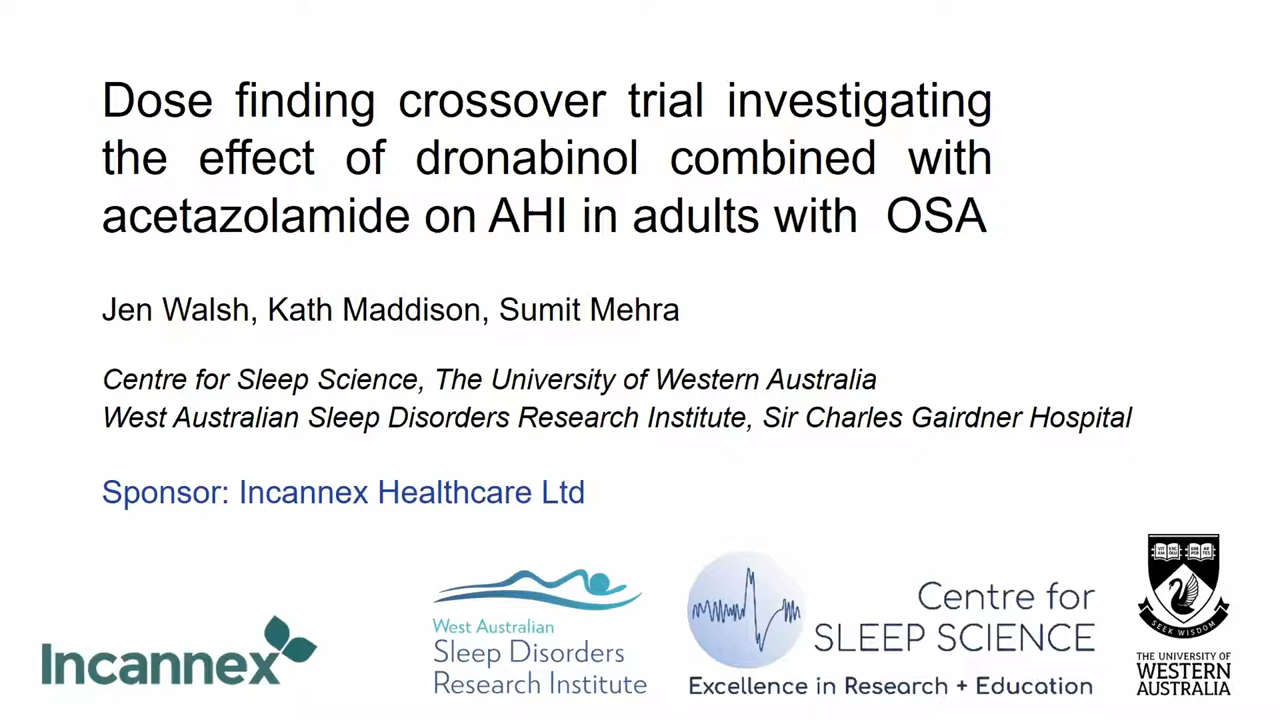 Dose finding crossover trial investigating
the effect of dronabinol combined with
acetazolamide on AHI in adults with OSA
Jen Walsh, Kath Maddison, Sumit Mehra
Centre for Sleep Science, The University of Western Australia
West Australian Sleep Disorders Research Institute, Sir Charles Gairdner Hospital
Sponsor: Incannex Healthcare Ltd
Incannex
West Australian
Sleep Disorders
Research Institute
Centre for
SLEEP SCIENCE
Excellence in Research + Education
SEEK WISDOM
THE UNIVERSITY OF
WESTERN
AUSTRALIA